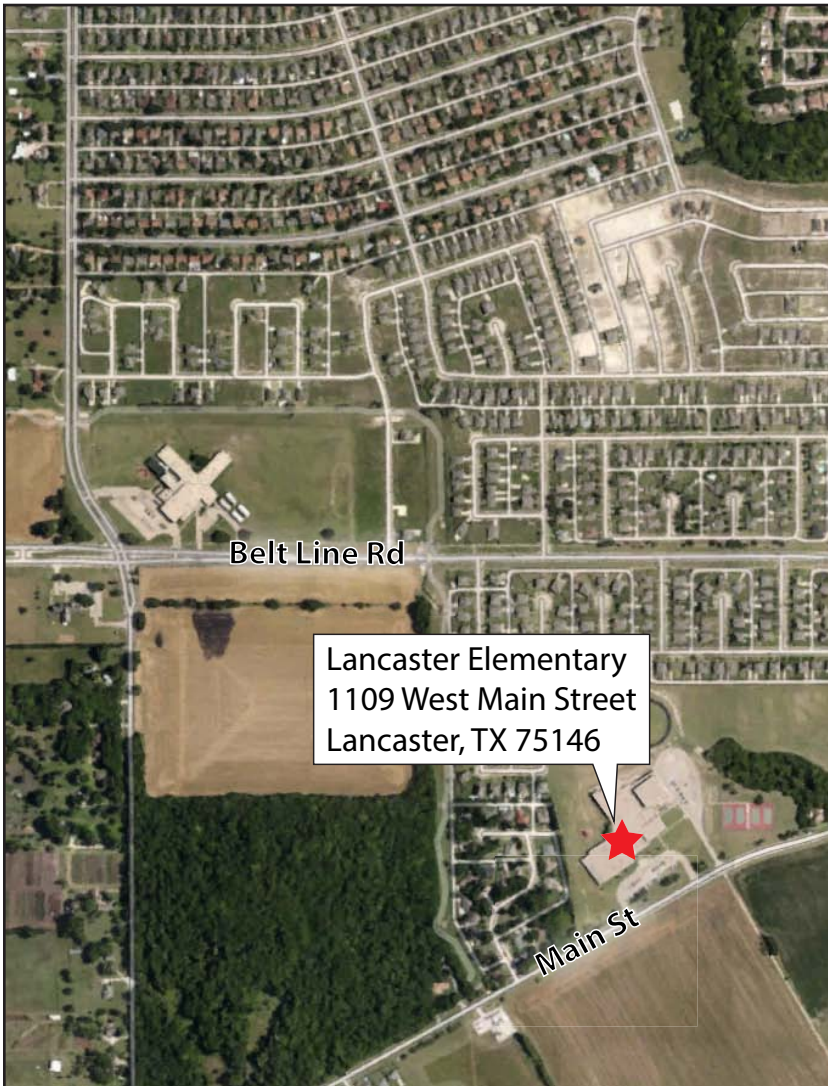 Belt Line Rd
Lancaster Elementary
1109 West Main Street
Lancaster, TX 75146
Main St